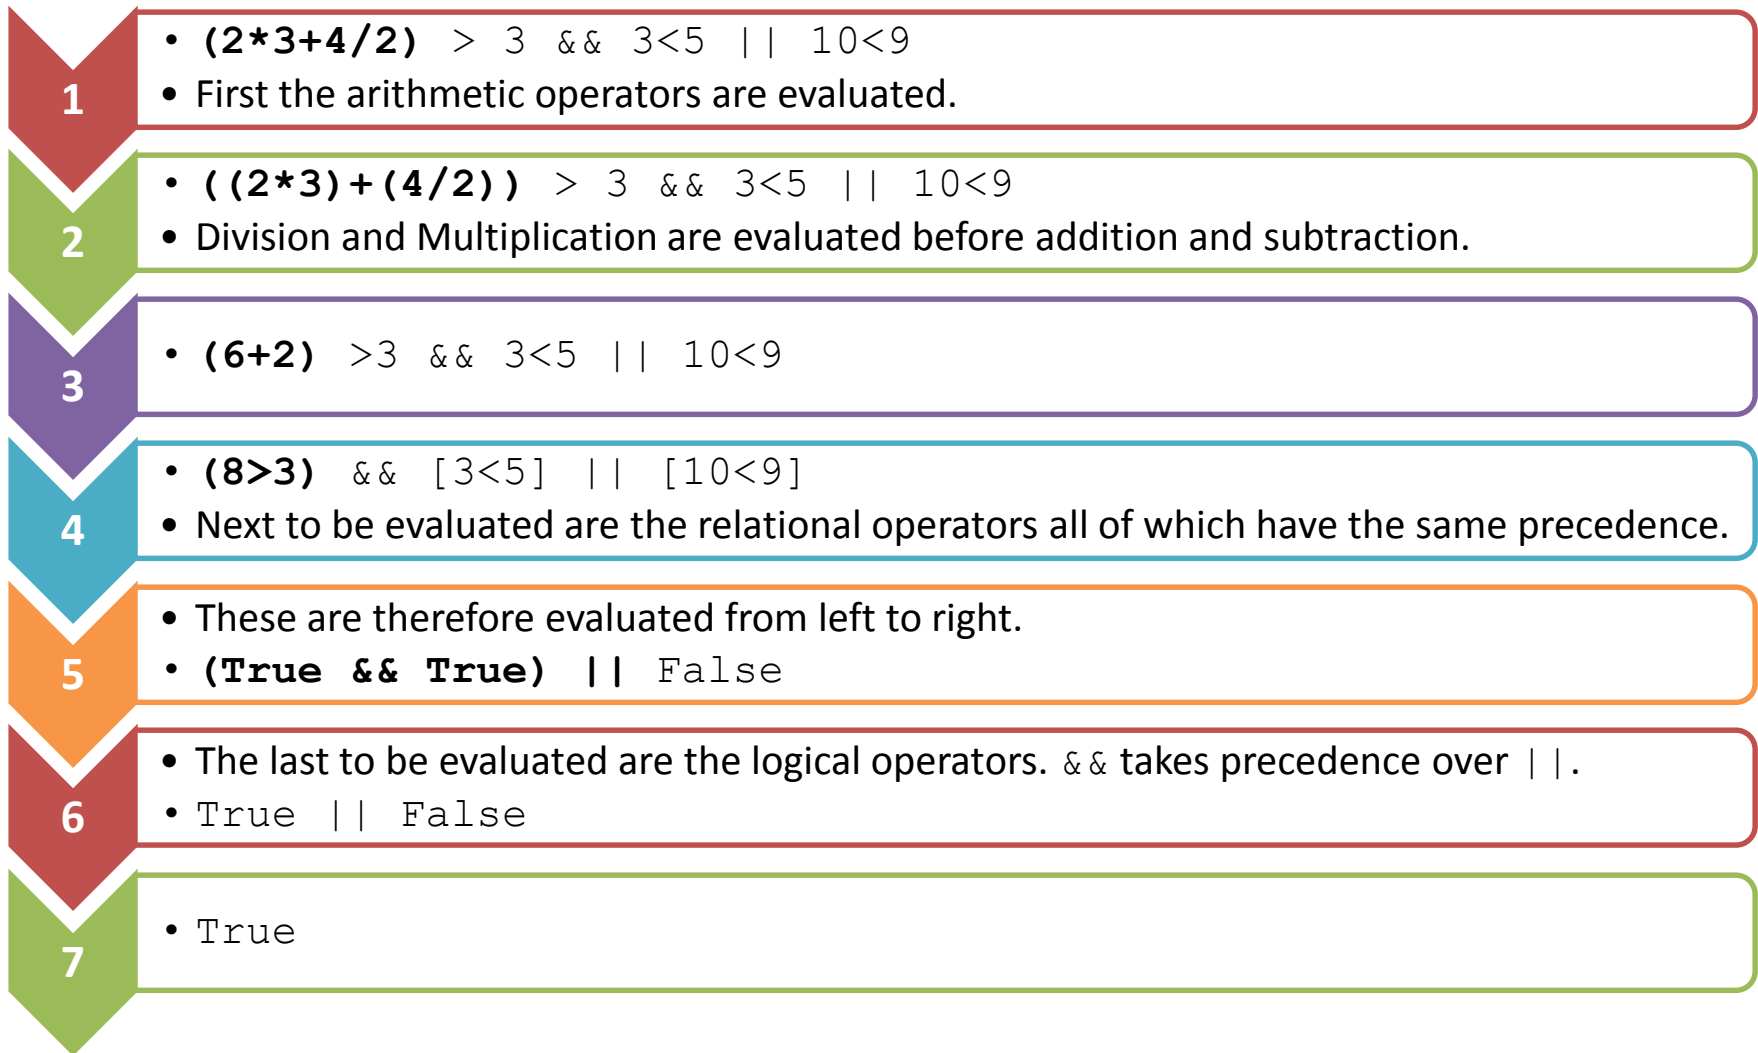 1
• (2*3+4/2) > 3 && 3<5 || 10<9
• First the arithmetic operators are evaluated.
2
• ((2*3)+(4/2)) > 3 && 3<5 || 10<9
• Division and Multiplication are evaluated before addition and subtraction.
3
• (6+2) >3 && 3<5 || 10<9
4
• (8>3) && [3<5] || [10<9]
• Next to be evaluated are the relational operators all of which have the same precedence.
5
• These are therefore evaluated from left to right.
• (True && True) || False
6
• The last to be evaluated are the logical operators. && takes precedence over ||.
• True || False
7
• True